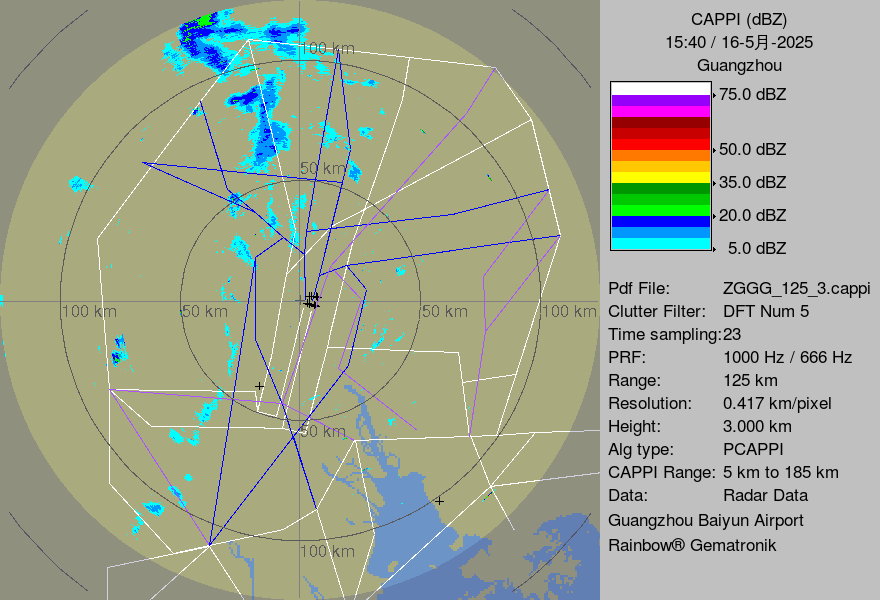 CAPPI (dBZ)
15:40 / 16-5月-2025
Guangzhou
75.0 dBZ
50.0 dBZ
35.0 dBZ
20.0 dBZ
5.0 dBZ
Pdf File: ZGGG_125_3.cappi
Clutter Filter: DFT Num 5
Time sampling:23
PRF: 1000 Hz / 666 Hz
Range: 125 km
Resolution: 0.417 km/pixel
Height: 3.000 km
Alg type: PCAPPI
CAPPI Range: 5 km to 185 km
Data: Radar Data
Guangzhou Baiyun Airport
Rainbow® Gematronik
100 km
50 km
100 km
50 km
50 km
100 km
50 km
100 km